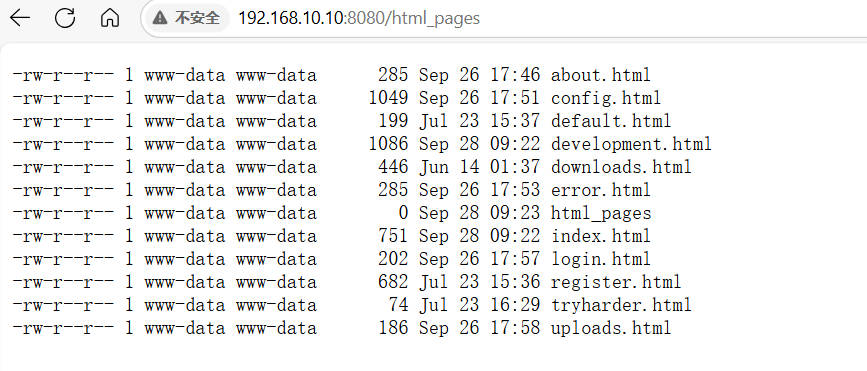 不安全 192.168.10.10:8080/html_pages
-rw-r--r-- 1 www-data www-data 285 Sep 26 17:46 about.html
-rw-r--r-- 1 www-data www-data 1049 Sep 26 17:51 config.html
-rw-r--r-- 1 www-data www-data 199 Jul 23 15:37 default.html
-rw-r--r-- 1 www-data www-data 1086 Sep 28 09:22 development.html
-rw-r--r-- 1 www-data www-data 446 Jun 14 01:37 downloads.html
-rw-r--r-- 1 www-data www-data 285 Sep 26 17:53 error.html
-rw-r--r-- 1 www-data www-data 0 Sep 28 09:23 html_pages
-rw-r--r-- 1 www-data www-data 751 Sep 28 09:22 index.html
-rw-r--r-- 1 www-data www-data 202 Sep 26 17:57 login.html
-rw-r--r-- 1 www-data www-data 682 Jul 23 15:36 register.html
-rw-r--r-- 1 www-data www-data 74 Jul 23 16:29 tryharder.html
-rw-r--r-- 1 www-data www-data 186 Sep 26 17:58 uploads.html